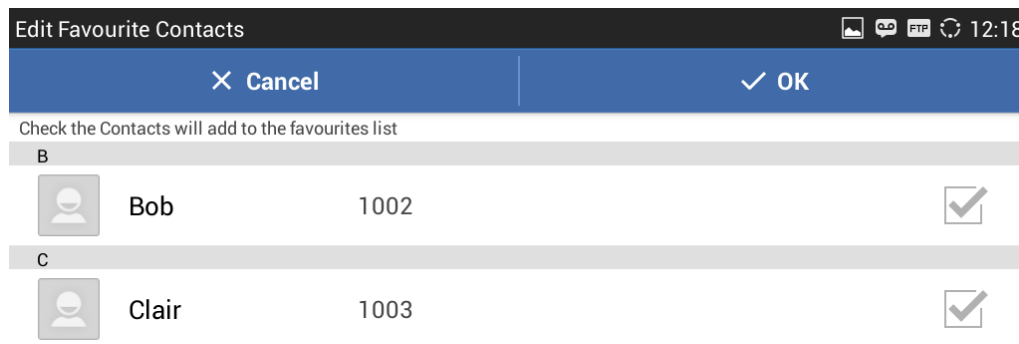 Edit Favourite Contacts FTP 12:18
Cancel OK
Check the Contacts will add to the favourites list
B
Bob 1002
C
Clair 1003